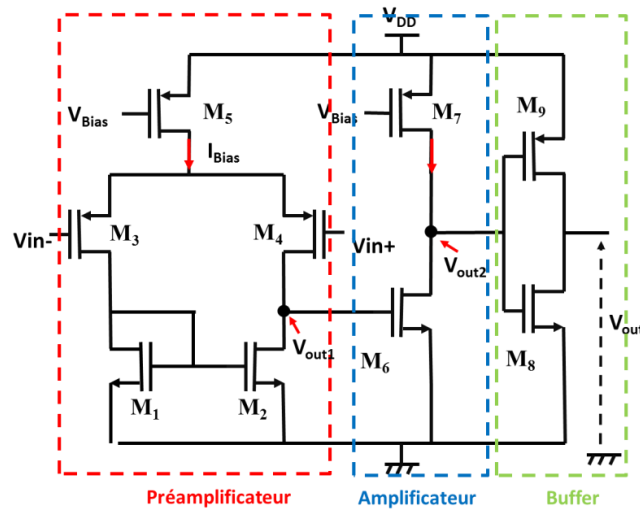 VDD
M5
M7
M9
VBias
VBias
IBias
Vin-
M3
M4
Vin+
Vout2
Vout1
M6
M8
Vout
M1
M2
Préamplificateur
Amplificateur
Buffer